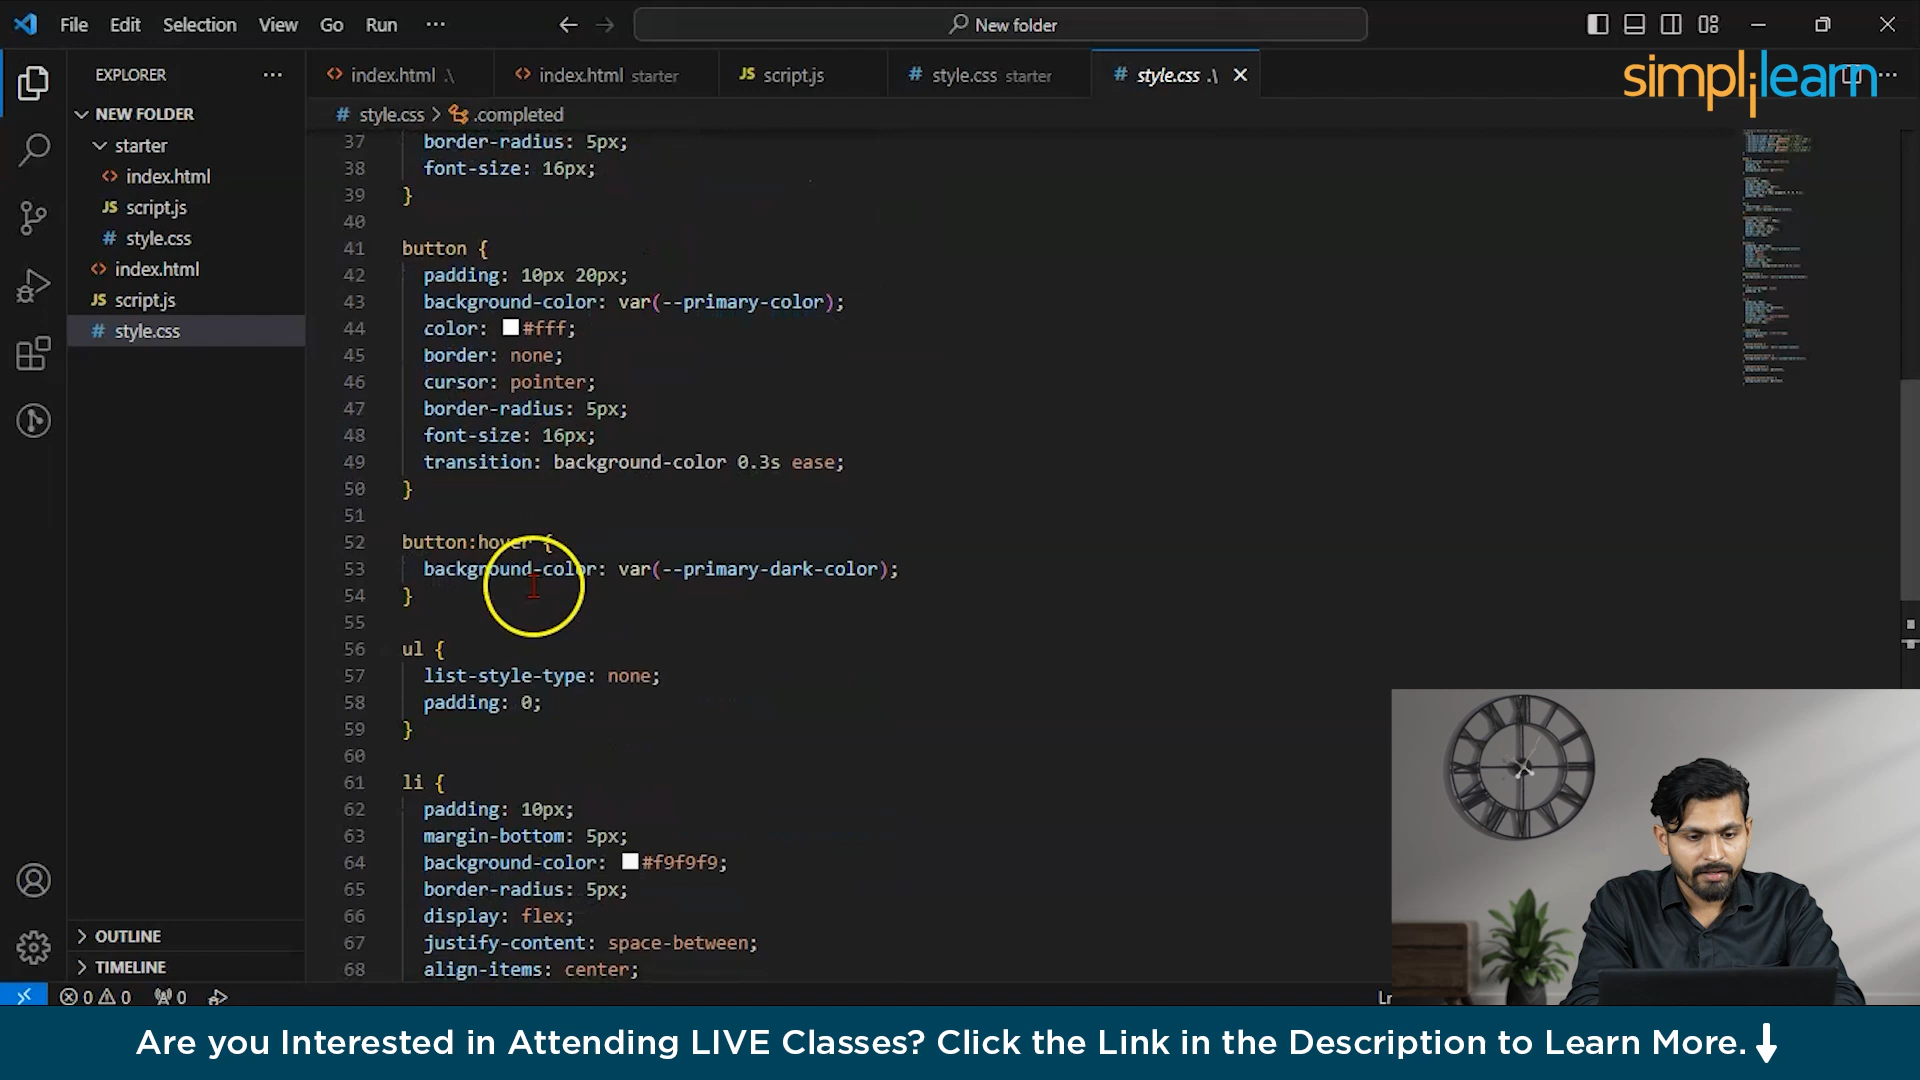 File Edit Selection View Go Run ··· New folder
simplilearn
EXPLORER ···
index.html .\ index.html starter JS script.js # style.css starter # style.css .\
# style.css > .completed
NEW FOLDER
starter
index.html
JS script.js
# style.css
index.html
JS script.js
# style.css
OUTLINE
TIMELINE
37 border-radius: 5px;
38 font-size: 16px;
39 }
40
41 button {
42 padding: 10px 20px;
43 background-color: var(--primary-color);
44 color: #fff;
45 border: none;
46 cursor: pointer;
47 border-radius: 5px;
48 font-size: 16px;
49 transition: background-color 0.3s ease;
50 }
51
52 button:hover {
53 background-color: var(--primary-dark-color);
54 }
55
56 ul {
57 list-style-type: none;
58 padding: 0;
59 }
60
61 li {
62 padding: 10px;
63 margin-bottom: 5px;
64 background-color: #f9f9f9;
65 border-radius: 5px;
66 display: flex;
67 justify-content: space-between;
68 align-items: center;
0 0 0 Ln
Are you Interested in Attending LIVE Classes? Click the Link in the Description to Learn More.